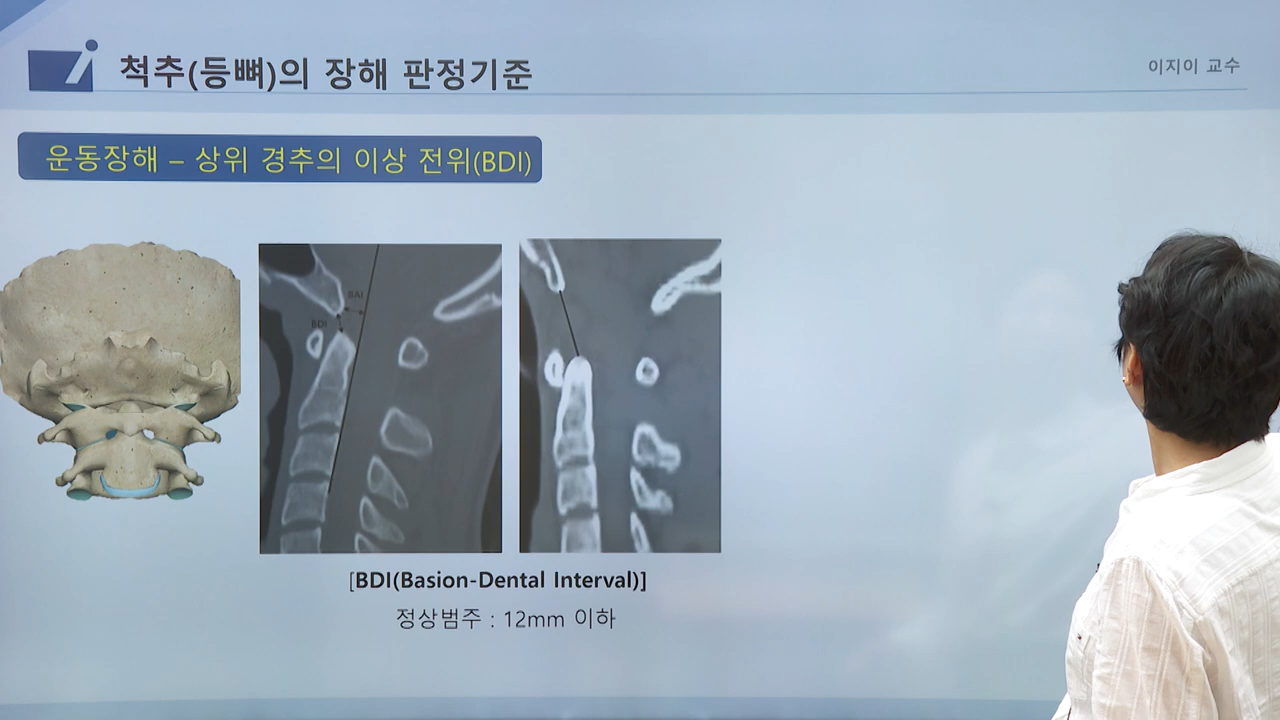 척추(등뼈)의 장해 판정기준
이지이 교수
운동장해 – 상위 경추의 이상 전위(BDI)
BAI
BDI
[BDI(Basion-Dental Interval)]
정상범주 : 12mm 이하